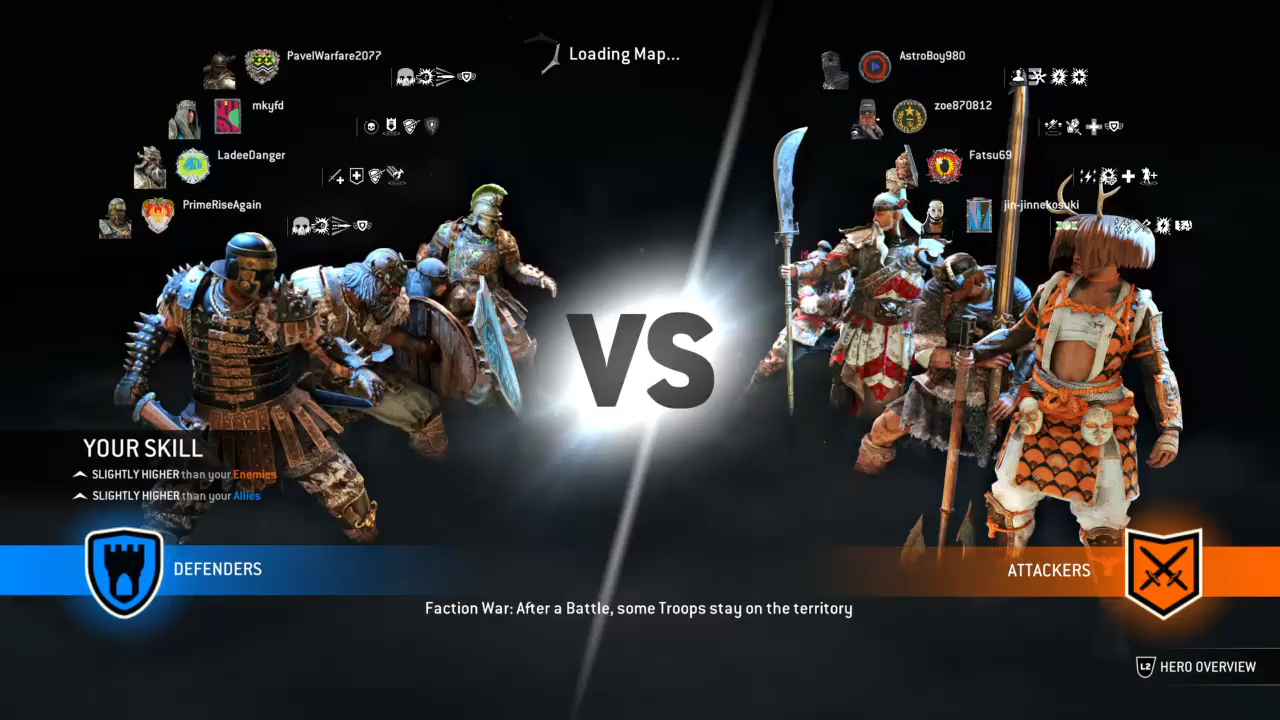 Loading Map...
PavelWarfare2077
mkyfd
LadeeDanger
PrimeRiseAgain
AstroBoy980
zoe870812
Fatsu69
jin-jinnekosuki
VS
YOUR SKILL
SLIGHTLY HIGHER than your Enemies
SLIGHTLY HIGHER than your Allies
DEFENDERS
ATTACKERS
Faction War: After a Battle, some Troops stay on the territory
L2 HERO OVERVIEW